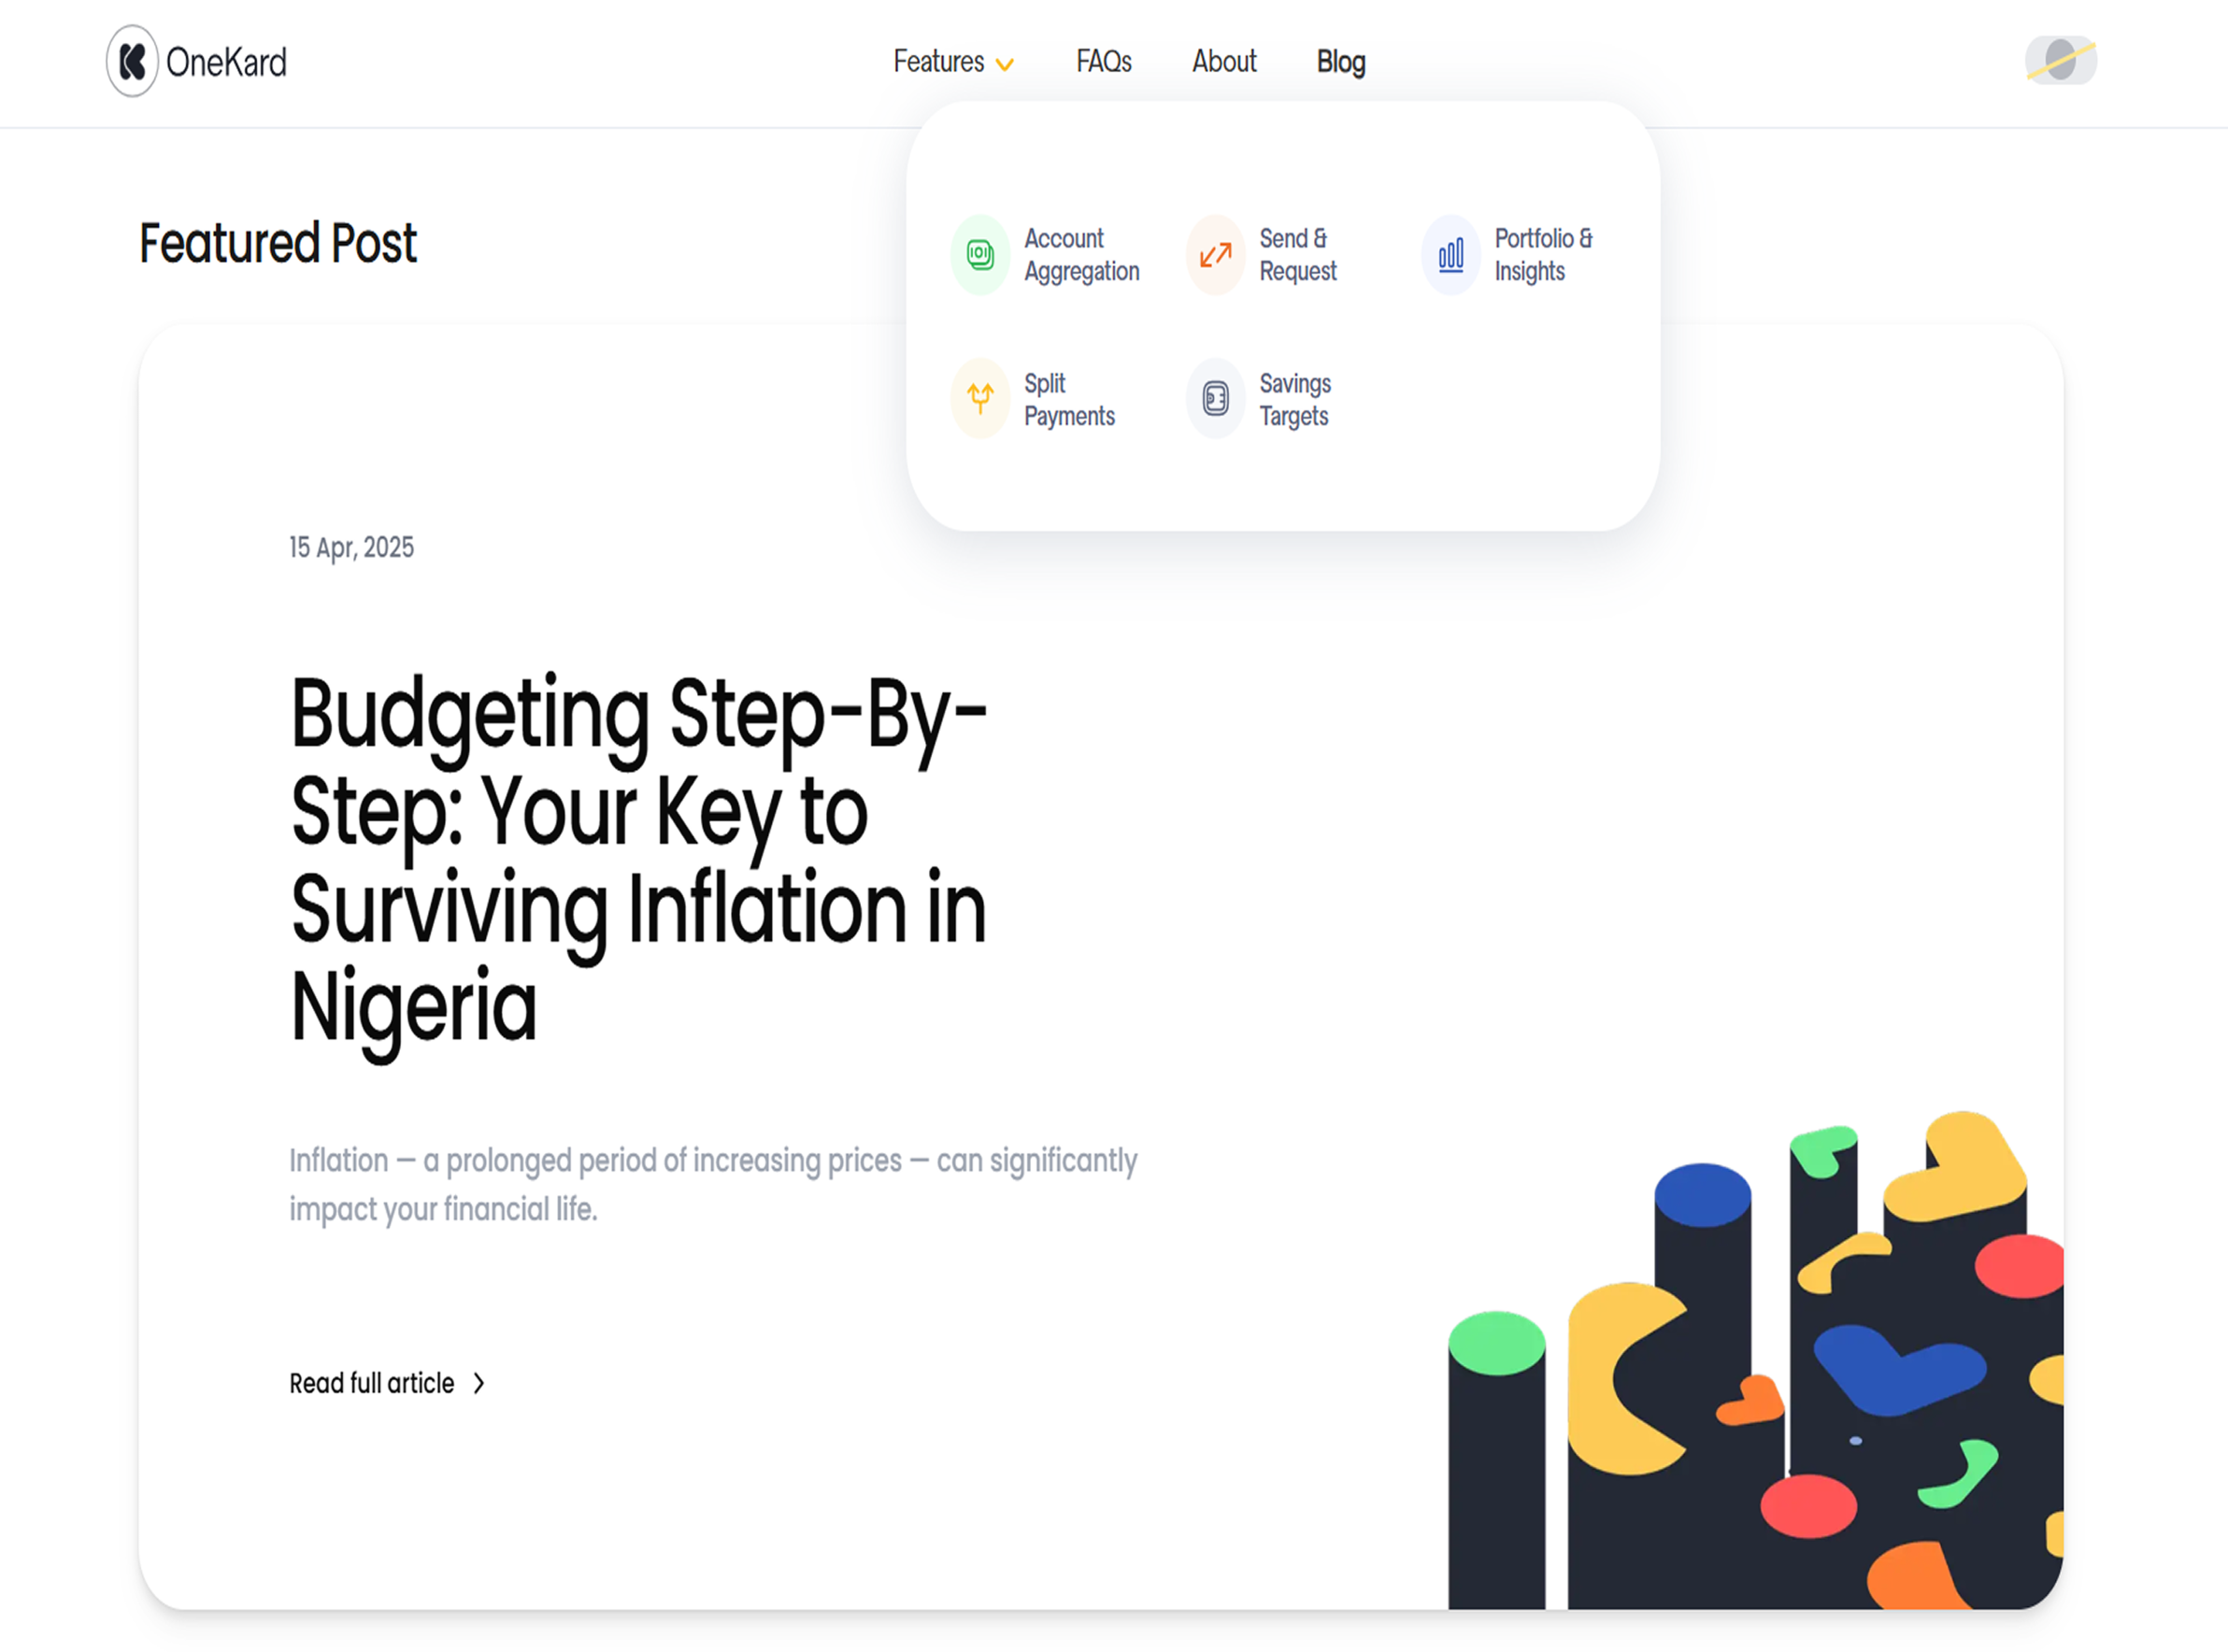 OneKard
Features
FAQs
About
Blog
Account
Aggregation
Send &
Request
Portfolio &
Insights
Split
Payments
Savings
Targets
Featured Post
15 Apr, 2025
Budgeting Step-By-
Step: Your Key to
Surviving Inflation in
Nigeria
Inflation — a prolonged period of increasing prices — can significantly
impact your financial life.
Read full article